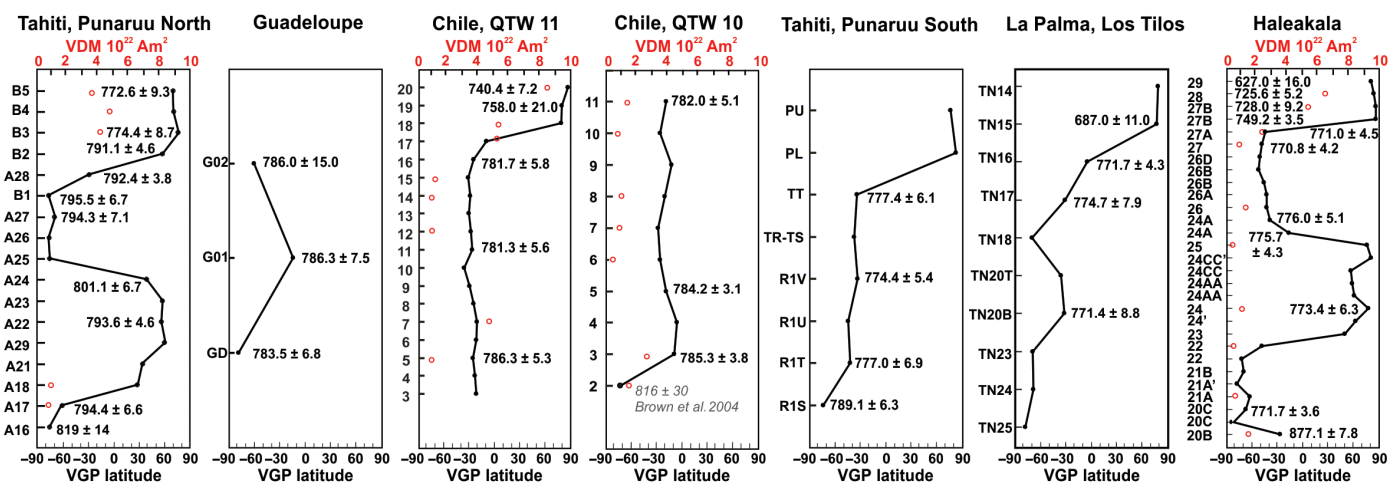 Tahiti, Punaruu North
VDM 10²² Am²
0 2 4 6 8 10
B5
B4
B3
B2
A28
B1
A27
A26
A25
A24
A23
A22
A29
A21
A18
A17
A16
772.6 ± 9.3
774.4 ± 8.7
791.1 ± 4.6
792.4 ± 3.8
795.5 ± 6.7
794.3 ± 7.1
801.1 ± 6.7
793.6 ± 4.6
794.4 ± 6.6
819 ± 14
−90 −60 −30 0 30 60 90
VGP latitude
Guadeloupe
G02
G01
GD
786.0 ± 15.0
786.3 ± 7.5
783.5 ± 6.8
−90 −60 −30 0 30 60 90
VGP latitude
Chile, QTW 11
VDM 10²² Am²
0 2 4 6 8 10
20
19
18
17
16
15
14
13
12
11
10
9
8
7
6
5
4
3
740.4 ± 7.2
758.0 ± 21.0
781.7 ± 5.8
781.3 ± 5.6
786.3 ± 5.3
−90 −60 −30 0 30 60 90
VGP latitude
Chile, QTW 10
VDM 10²² Am²
0 2 4 6 8 10
11
10
9
8
7
6
5
4
3
2
782.0 ± 5.1
784.2 ± 3.1
785.3 ± 3.8
816 ± 30
Brown et al. 2004
−90 −60 −30 0 30 60 90
VGP latitude
Tahiti, Punaruu South
PU
PL
TT
TR-TS
R1V
R1U
R1T
R1S
777.4 ± 6.1
774.4 ± 5.4
777.0 ± 6.9
789.1 ± 6.3
−90 −60 −30 0 30 60 90
VGP latitude
La Palma, Los Tilos
TN14
TN15
TN16
TN17
TN18
TN20T
TN20B
TN23
TN24
TN25
687.0 ± 11.0
771.7 ± 4.3
774.7 ± 7.9
771.4 ± 8.8
−90 −60 −30 0 30 60 90
VGP latitude
Haleakala
VDM 10²² Am²
0 2 4 6 8 10
29
28
27B
27B
27A
27
26D
26B
26B
26A
26
24A
24A
25
24CC'
24CC
24AA
24AA
24
24'
23
22
22
21B
21A'
21A
20C
20C
20B
627.0 ± 16.0
725.6 ± 5.2
728.0 ± 9.2
749.2 ± 3.5
771.0 ± 4.5
770.8 ± 4.2
776.0 ± 5.1
775.7
± 4.3
773.4 ± 6.3
771.7 ± 3.6
877.1 ± 7.8
−90 −60 −30 0 30 60 90
VGP latitude